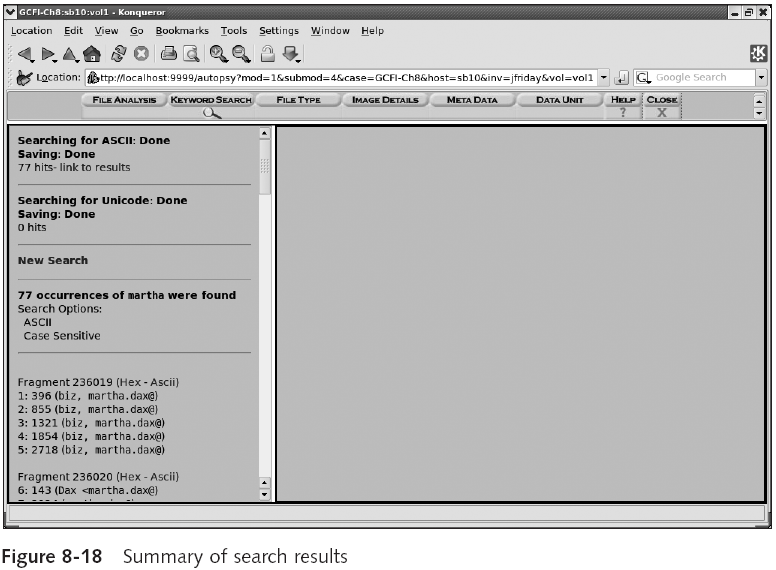 GCFI-Ch8:sb10:vol1 - Konqueror
Location Edit View Go Bookmarks Tools Settings Window Help
Location: ttp://localhost:9999/autopsy?mod=1&submod=4&case=GCFI-Ch8&host=sb10&inv=jfriday&vol=vol1 Google Search
FILE ANALYSIS KEYWORD SEARCH FILE TYPE IMAGE DETAILS META DATA DATA UNIT HELP CLOSE
? X
Searching for ASCII: Done
Saving: Done
77 hits- link to results
Searching for Unicode: Done
Saving: Done
0 hits
New Search
77 occurrences of martha were found
Search Options:
ASCII
Case Sensitive
Fragment 236019 (Hex - Ascii)
1: 396 (biz, martha.dax@)
2: 855 (biz, martha.dax@)
3: 1321 (biz, martha.dax@)
4: 1854 (biz, martha.dax@)
5: 2718 (biz, martha.dax@)
Fragment 236020 (Hex - Ascii)
6: 143 (Dax <martha.dax@)
Figure 8-18 Summary of search results